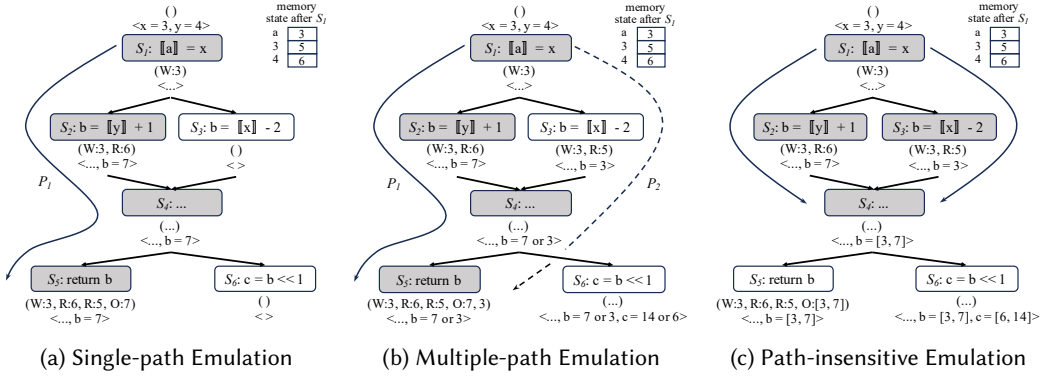 ( )
<x = 3, y = 4>
memory
state after S1
a 3
3 5
4 6
S1: ⟦a⟧ = x
(W:3)
<...>
S2: b = ⟦y⟧ + 1
S3: b = ⟦x⟧ - 2
(W:3, R:6)
<..., b = 7>
( )
< >
P1
S4: ...
(...)
<..., b = 7>
S5: return b
S6: c = b << 1
(W:3, R:6, R:5, O:7)
<..., b = 7>
( )
< >
(a) Single-path Emulation
( )
<x = 3, y = 4>
memory
state after S1
a 3
3 5
4 6
S1: ⟦a⟧ = x
(W:3)
<...>
S2: b = ⟦y⟧ + 1
S3: b = ⟦x⟧ - 2
(W:3, R:6)
<..., b = 7>
(W:3, R:5)
<..., b = 3>
P1
P2
S4: ...
(...)
<..., b = 7 or 3>
S5: return b
S6: c = b << 1
(W:3, R:6, R:5, O:7, 3)
<..., b = 7 or 3>
(...)
<..., b = 7 or 3, c = 14 or 6>
(b) Multiple-path Emulation
( )
<x = 3, y = 4>
memory
state after S1
a 3
3 5
4 6
S1: ⟦a⟧ = x
(W:3)
<...>
S2: b = ⟦y⟧ + 1
S3: b = ⟦x⟧ - 2
(W:3, R:6)
<..., b = 7>
(W:3, R:5)
<..., b = 3>
S4: ...
(...)
<..., b = [3, 7]>
S5: return b
S6: c = b << 1
(W:3, R:6, R:5, O:[3, 7])
<..., b = [3, 7]>
(...)
<..., b = [3, 7], c = [6, 14]>
(c) Path-insensitive Emulation